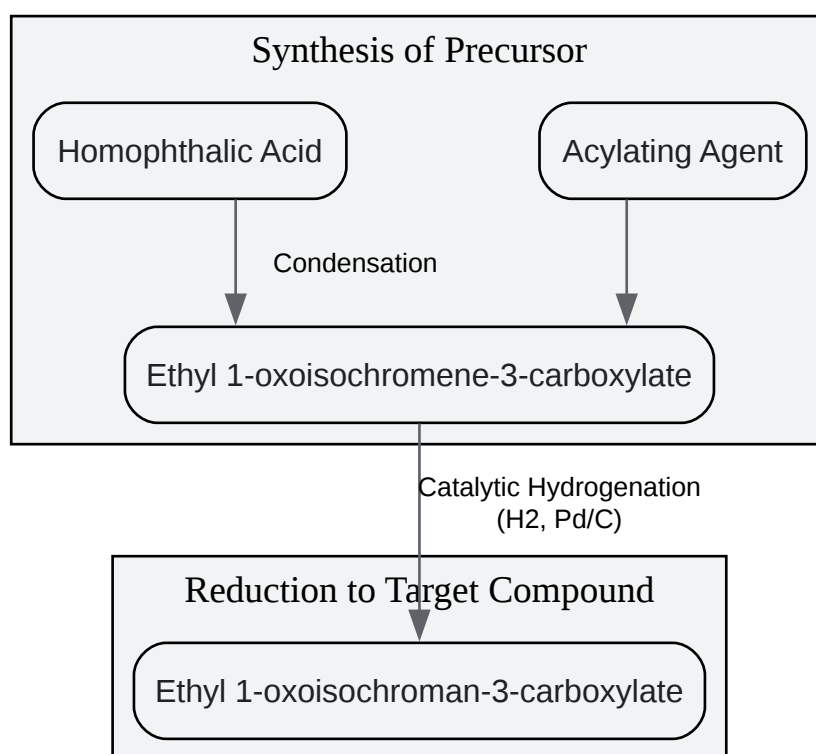 Synthesis of Precursor
Homophthalic Acid
Acylating Agent
Condensation
Ethyl 1-oxoisochromene-3-carboxylate
Catalytic Hydrogenation
(H2, Pd/C)
Reduction to Target Compound
Ethyl 1-oxoisochroman-3-carboxylate